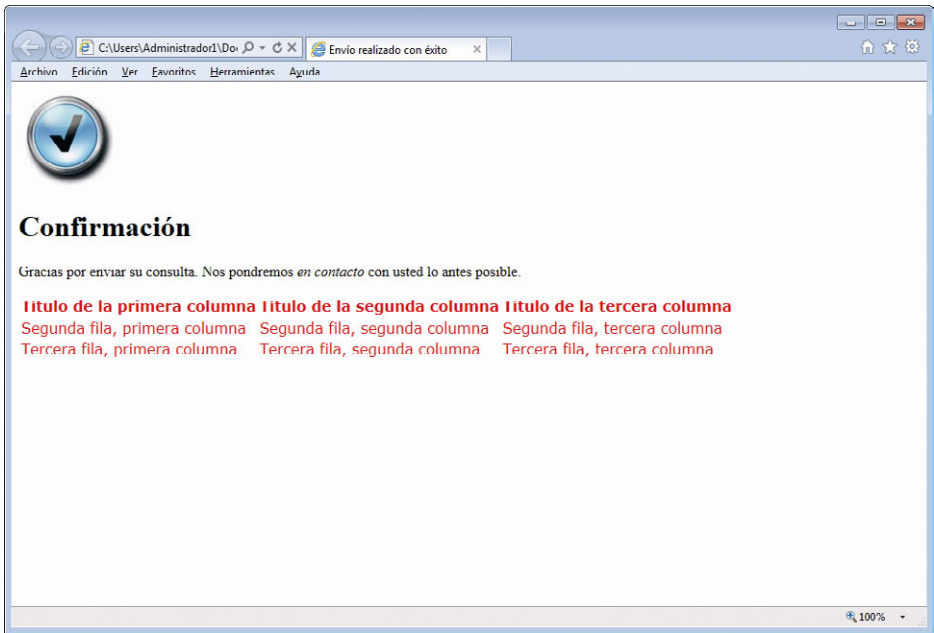 C:\Users\Administrador1\Do
Envío realizado con éxito
Archivo Edición Ver Favoritos Herramientas Ayuda
Confirmación
Gracias por enviar su consulta. Nos pondremos en contacto con usted lo antes posible.
Título de la primera columna Título de la segunda columna Título de la tercera columna
Segunda fila, primera columna Segunda fila, segunda columna Segunda fila, tercera columna
Tercera fila, primera columna Tercera fila, segunda columna Tercera fila, tercera columna
100%